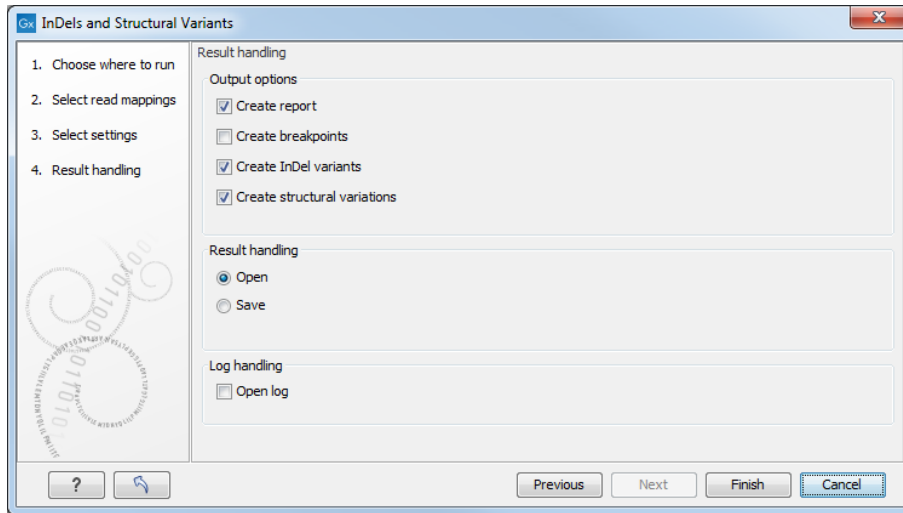 Gx InDels and Structural Variants
Result handling
1. Choose where to run
2. Select read mappings
3. Select settings
4. Result handling
Output options
Create report
Create breakpoints
Create InDel variants
Create structural variations
Result handling
Open
Save
Log handling
Open log
?
Previous
Next
Finish
Cancel